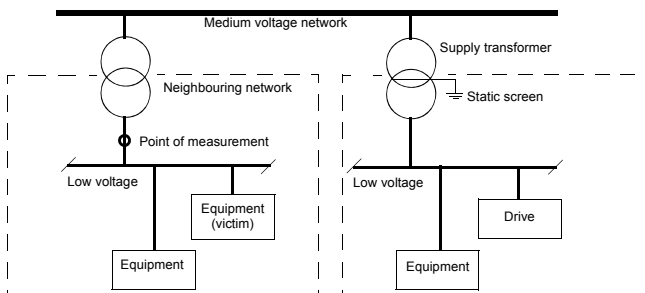 Medium voltage network
Supply transformer
Neighbouring network
Static screen
Point of measurement
Low voltage
Low voltage
Equipment
(victim)
Drive
Equipment
Equipment